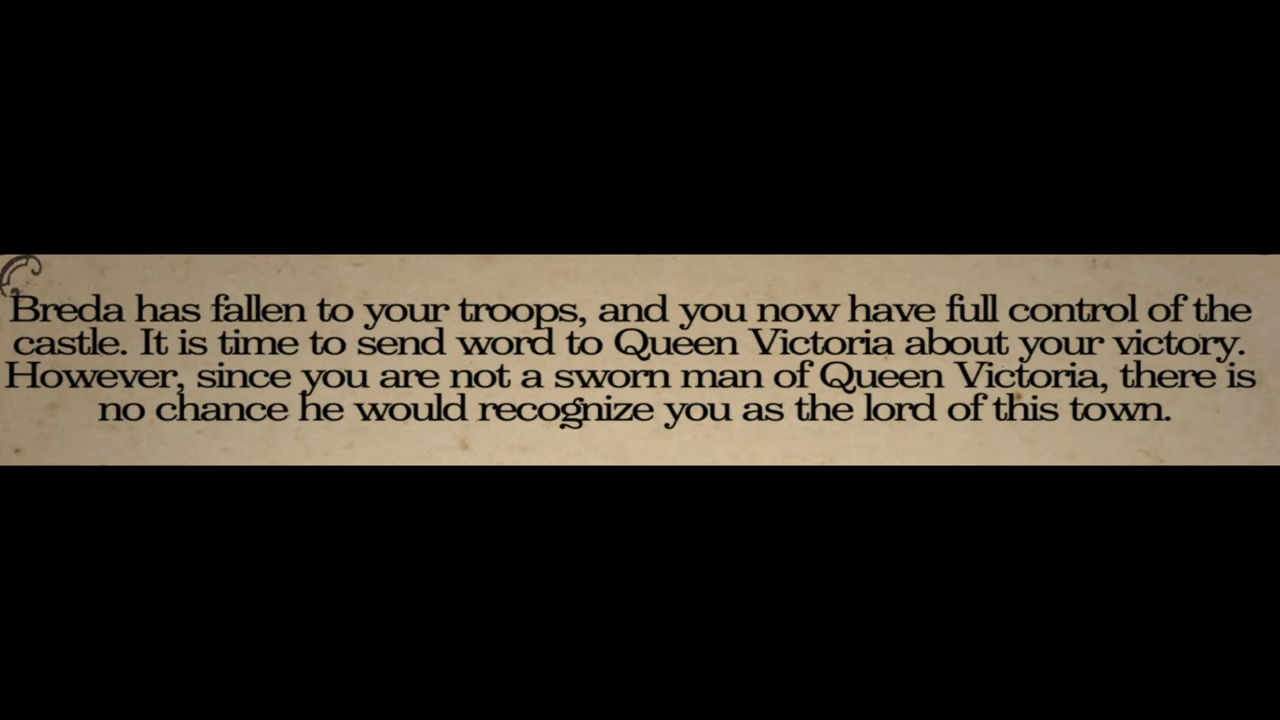 Breda has fallen to your troops, and you now have full control of the
castle. It is time to send word to Queen Victoria about your victory.
However, since you are not a sworn man of Queen Victoria, there is
no chance he would recognize you as the lord of this town.